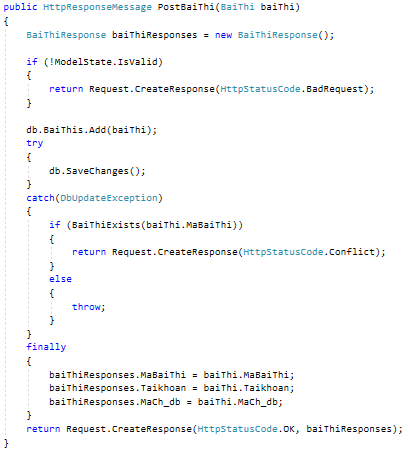 public HttpResponseMessage PostBaiThi(BaiThi baiThi)
{
    BaiThiResponse baiThiResponses = new BaiThiResponse();

    if (!ModelState.IsValid)
    {
        return Request.CreateResponse(HttpStatusCode.BadRequest);
    }

    db.BaiThis.Add(baiThi);
    try
    {
        db.SaveChanges();
    }
    catch(DbUpdateException)
    {
        if (BaiThiExists(baiThi.MaBaiThi))
        {
            return Request.CreateResponse(HttpStatusCode.Conflict);
        }
        else
        {
            throw;
        }
    }
    finally
    {
        baiThiResponses.MaBaiThi = baiThi.MaBaiThi;
        baiThiResponses.Taikhoan = baiThi.Taikhoan;
        baiThiResponses.MaCh_db = baiThi.MaCh_db;
    }
    return Request.CreateResponse(HttpStatusCode.OK, baiThiResponses);
}